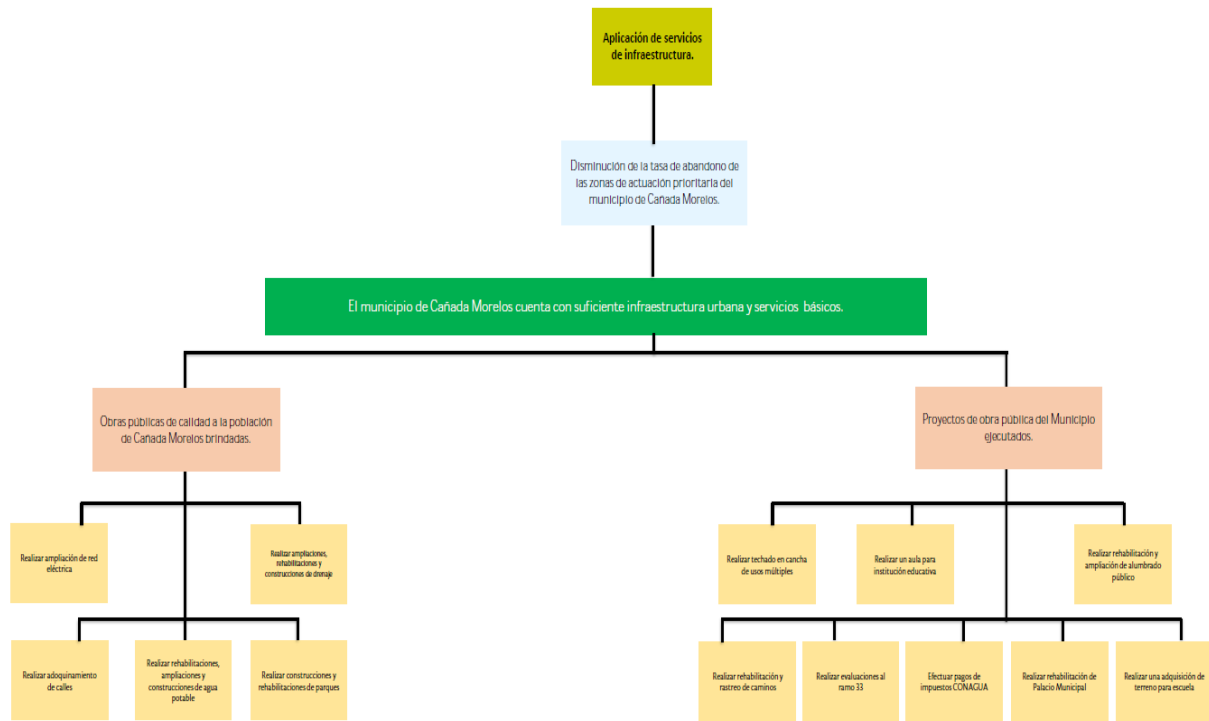 Aplicación de servicios
de infraestructura.
Disminución de la tasa de abandono de
las zonas de actuación prioritaria del
municipio de Cañada Morelos.
El municipio de Cañada Morelos cuenta con suficiente infraestructura urbana y servicios básicos.
Obras públicas de calidad a la población
de Cañada Morelos brindadas.
Proyectos de obra pública del Municipio
ejecutados.
Realizar ampliación de red
eléctrica
Realizar ampliaciones,
rehabilitaciones y
construcciones de drenaje
Realizar techado en cancha
de usos múltiples
Realizar un aula para
institución educativa
Realizar rehabilitación y
ampliación de alumbrado
público
Realizar adoquinamiento
de calles
Realizar rehabilitaciones,
ampliaciones y
construcciones de agua
potable
Realizar construcciones y
rehabilitaciones de parques
Realizar rehabilitación y
rastreo de caminos
Realizar evaluaciones al
ramo 33
Efectuar pagos de
impuestos CONAGUA
Realizar rehabilitación de
Palacio Municipal
Realizar una adquisición de
terreno para escuela